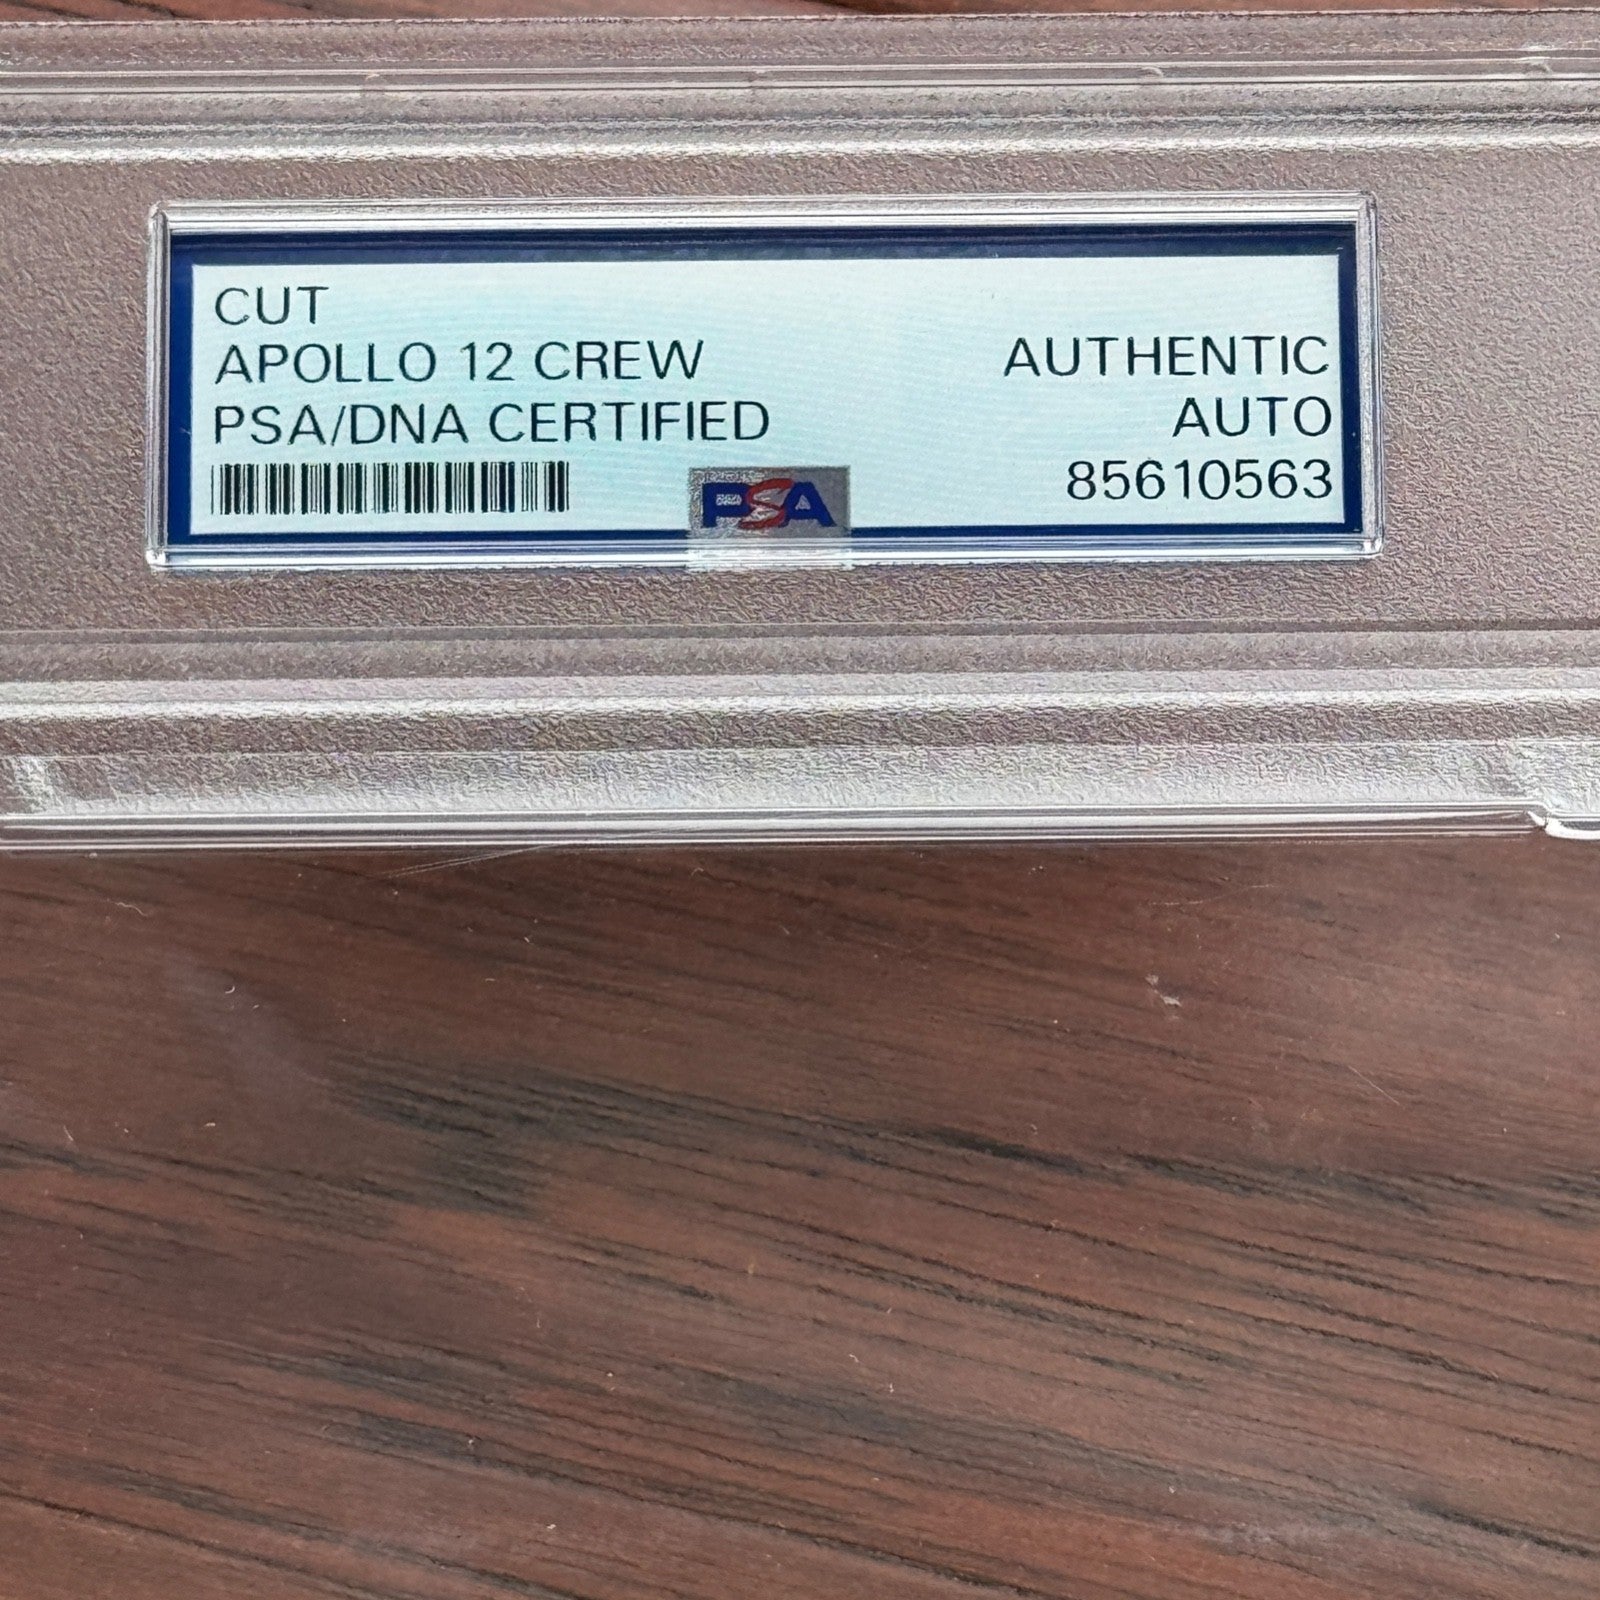 CUT
APOLLO 12 CREW
PSA/DNA CERTIFIED
AUTHENTIC
AUTO
85610563
PSA